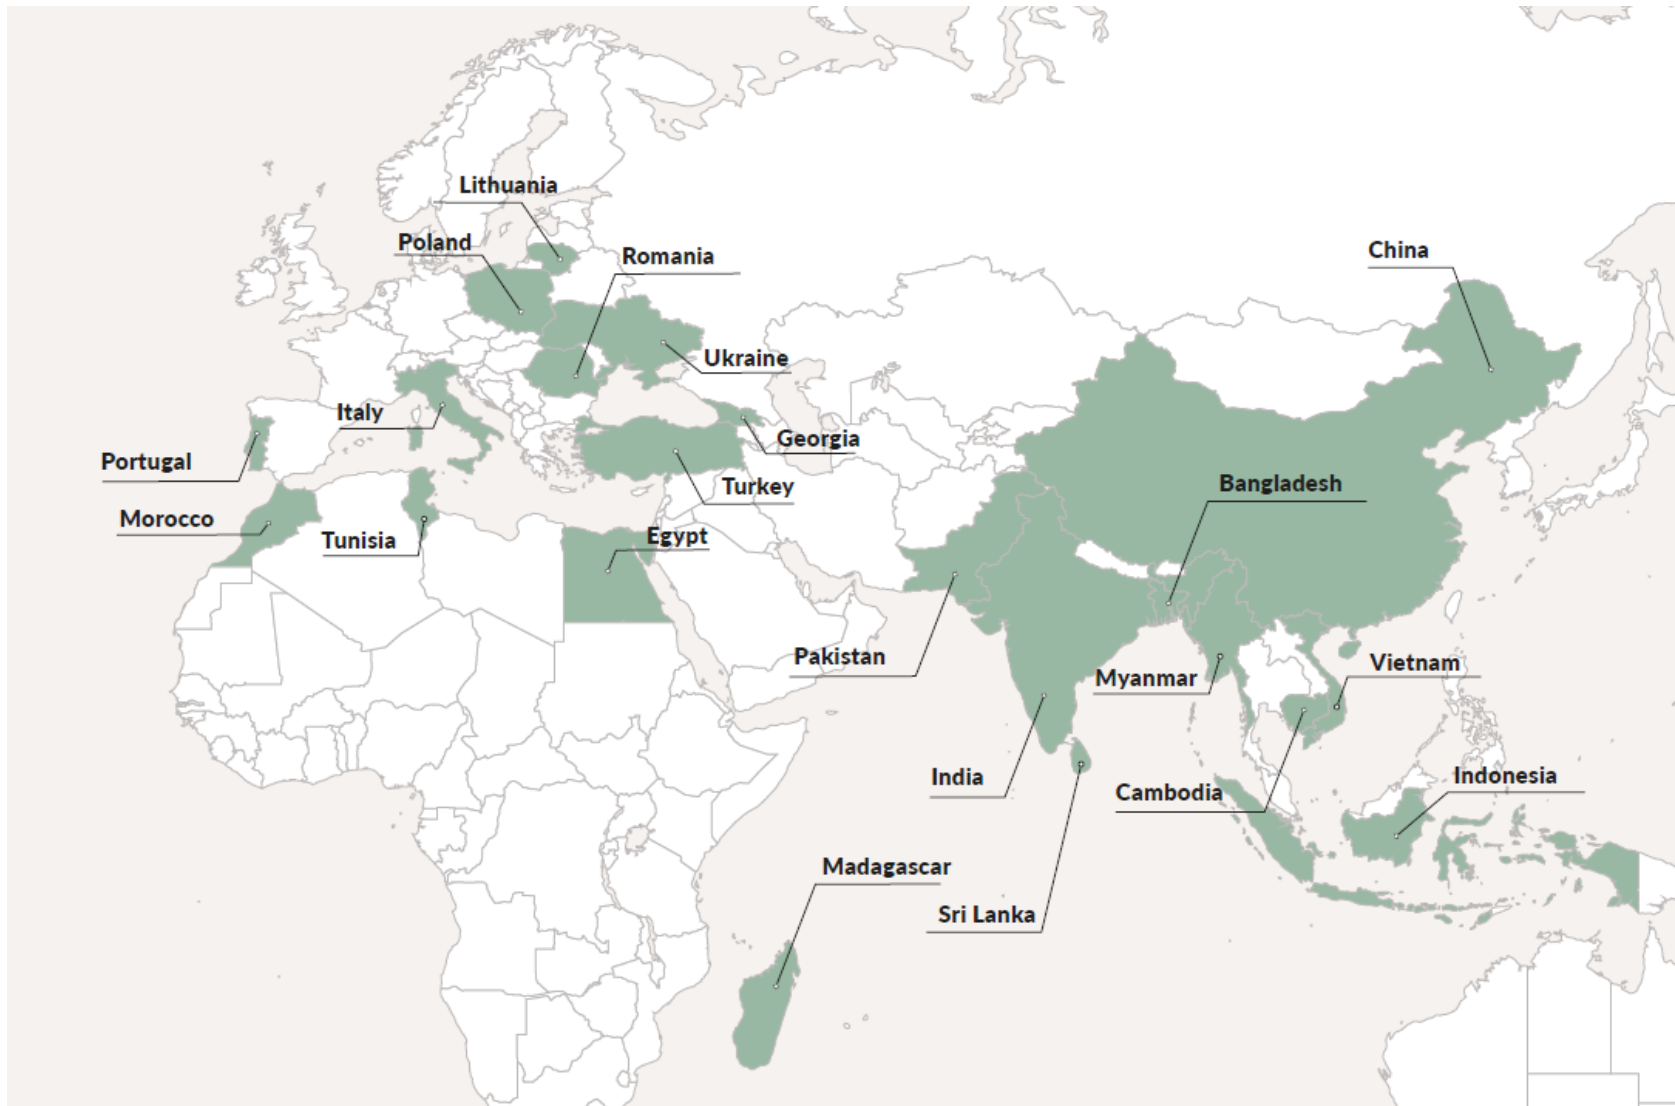 Lithuania
Poland
Romania
China
Ukraine
Italy
Georgia
Portugal
Turkey
Bangladesh
Morocco
Tunisia
Egypt
Pakistan
Myanmar
Vietnam
India
Cambodia
Indonesia
Madagascar
Sri Lanka